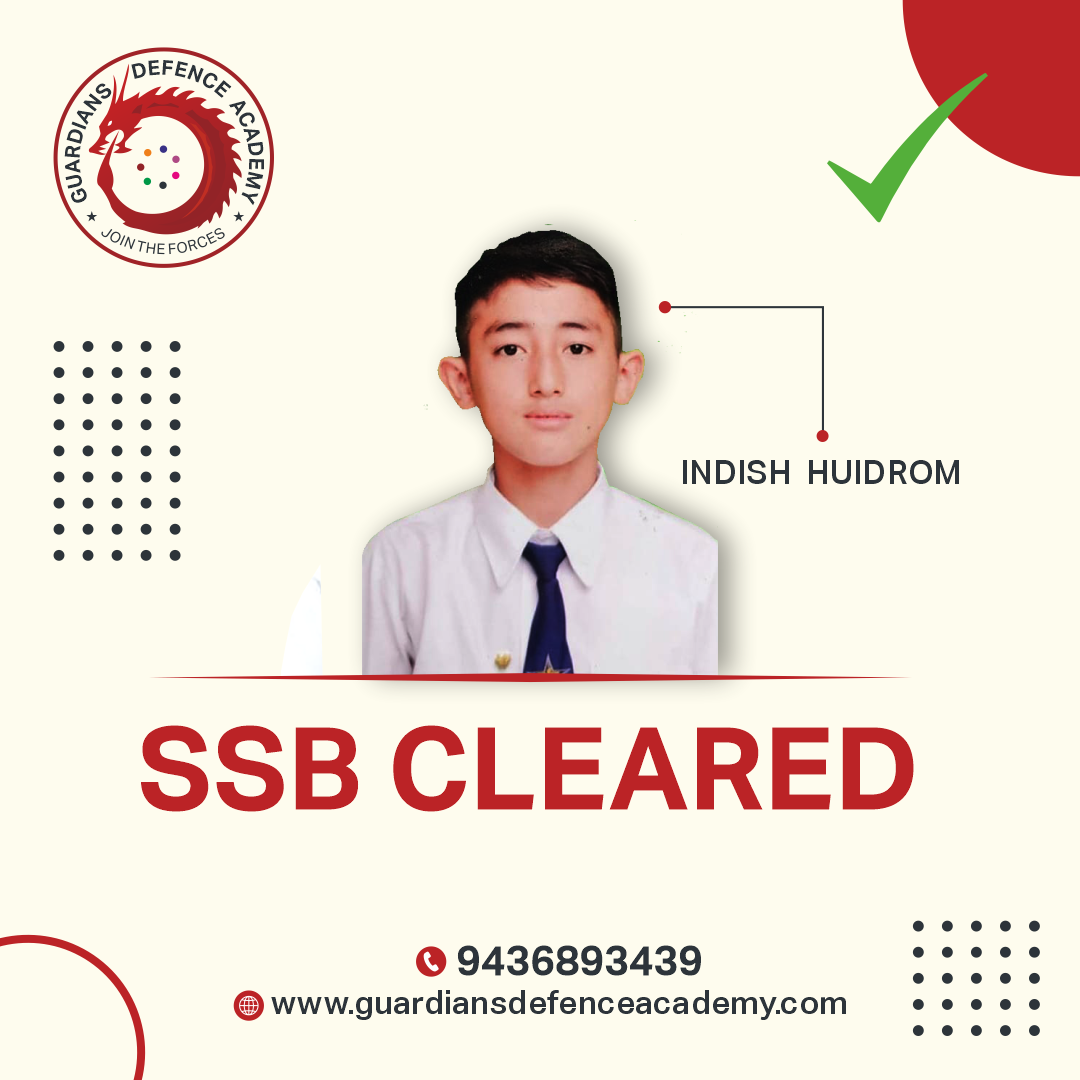 GUARDIANS DEFENCE ACADEMY
JOIN THE FORCES
INDISH HUIDROM
SSB CLEARED
9436893439
www.guardiansdefenceacademy.com